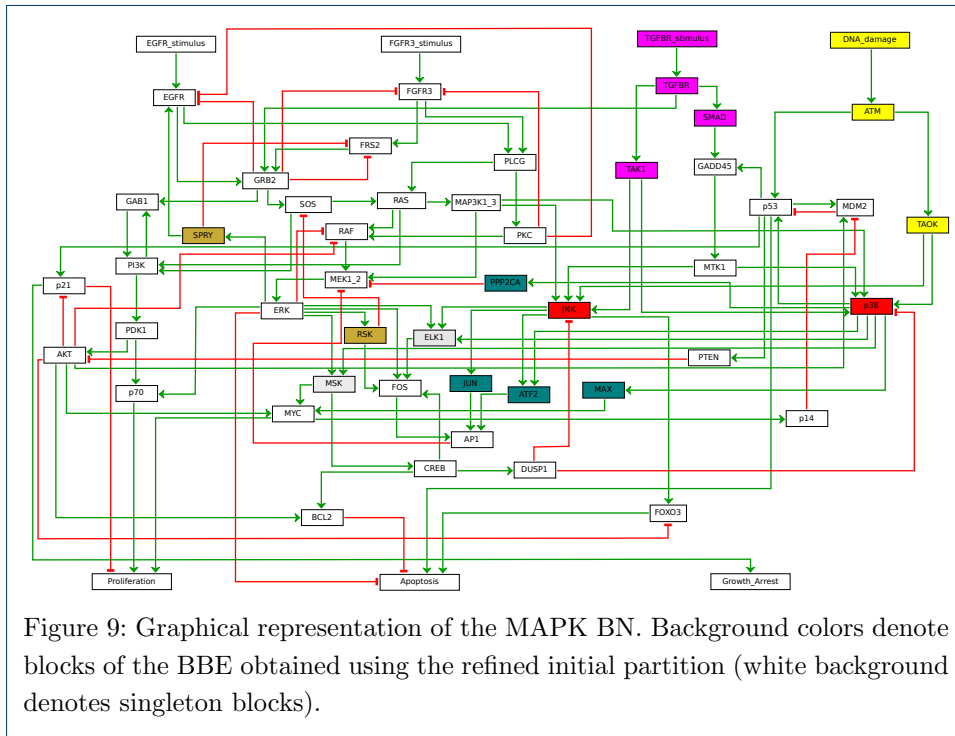 EGFR_stimulus FGFR3_stimulus TGFBR_stimulus DNA_damage
EGFR FGFR3 TGFBR
SMAD ATM
FRS2
PLCG GADD45
TAK1
GRB2
GAB1 SOS RAS MAP3K1_3 p53 MDM2
SPRY RAF PKC TAOK
PI3K MEK1_2 MTK1
p21 PPP2CA
ERK JNK p38
PDK1 RSK ELK1
AKT PTEN
p70 MSK FOS JUN ATF2 MAX
MYC p14
AP1
CREB DUSP1
BCL2 FOXO3
Proliferation Apoptosis Growth_Arrest
Figure 9: Graphical representation of the MAPK BN. Background colors denote
blocks of the BBE obtained using the refined initial partition (white background
denotes singleton blocks).